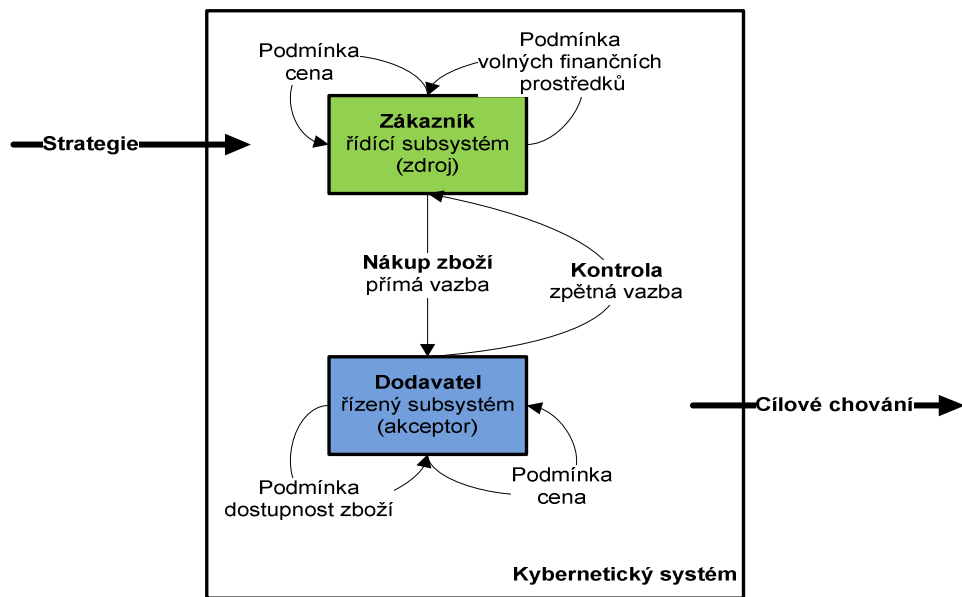 Podmínka
cena
Podmínka
volných finančních
prostředků
Zákazník
řídící subsystém
(zdroj)
Strategie
Nákup zboží
přímá vazba
Kontrola
zpětná vazba
Dodavatel
řízený subsystém
(akceptor)
Cílové chování
Podmínka
dostupnost zboží
Podmínka
cena
Kybernetický systém